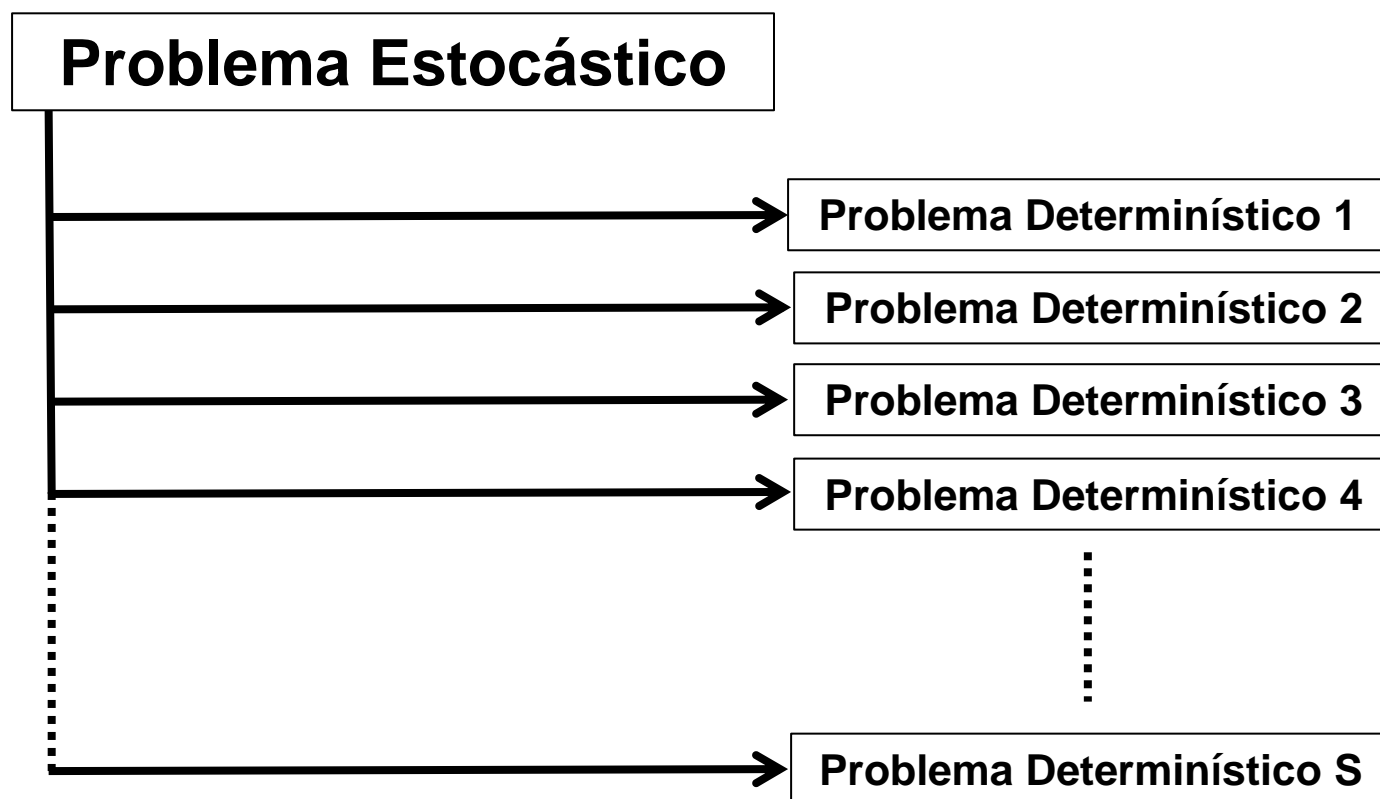 Problema Estocástico
Problema Determinístico 1
Problema Determinístico 2
Problema Determinístico 3
Problema Determinístico 4
Problema Determinístico S